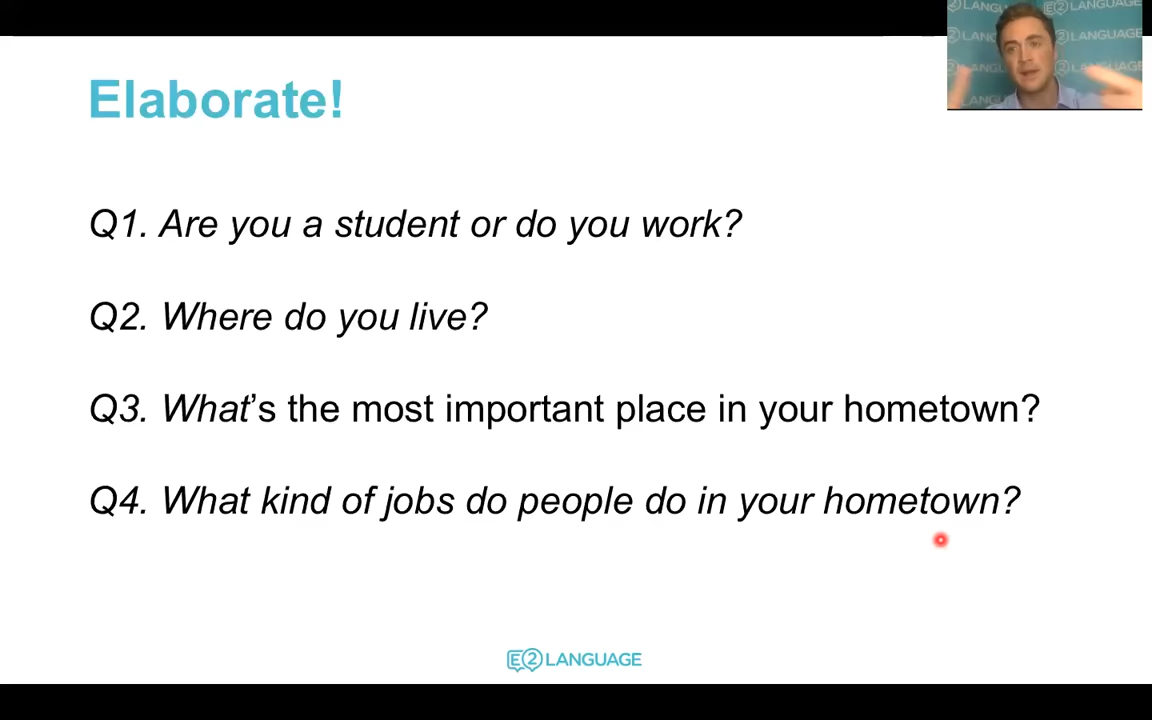 Elaborate!
Q1. Are you a student or do you work?
Q2. Where do you live?
Q3. What’s the most important place in your hometown?
Q4. What kind of jobs do people do in your hometown?
E2 LANGUAGE